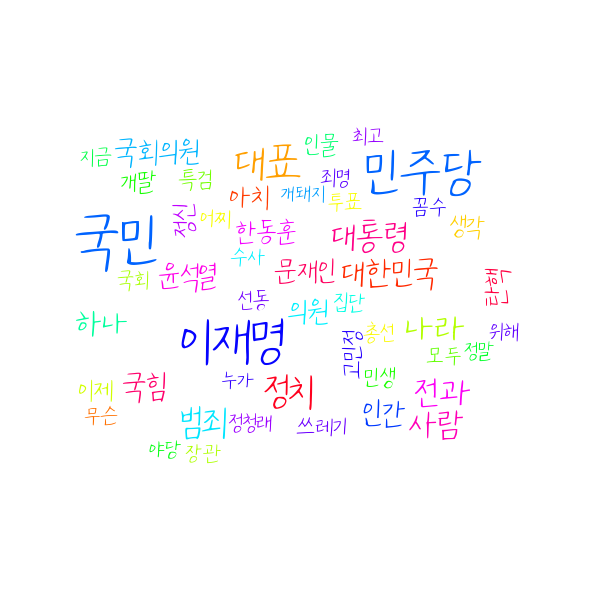 최고
지금
국회의원
대표
인물
민주당
개딸
특검
죄명
아치
개돼지
투표
꼼수
국민
정신
어찌
한동훈
대통령
생각
수사
국회
윤석열
문재인
대한민국
탄핵
선동
의원
집단
하나
이재명
고민정
총선
나라
위해
모두
정말
이제
국힘
누가
정치
민생
전과
무슨
범죄
정청래
쓰레기
인간
사람
야당
장관